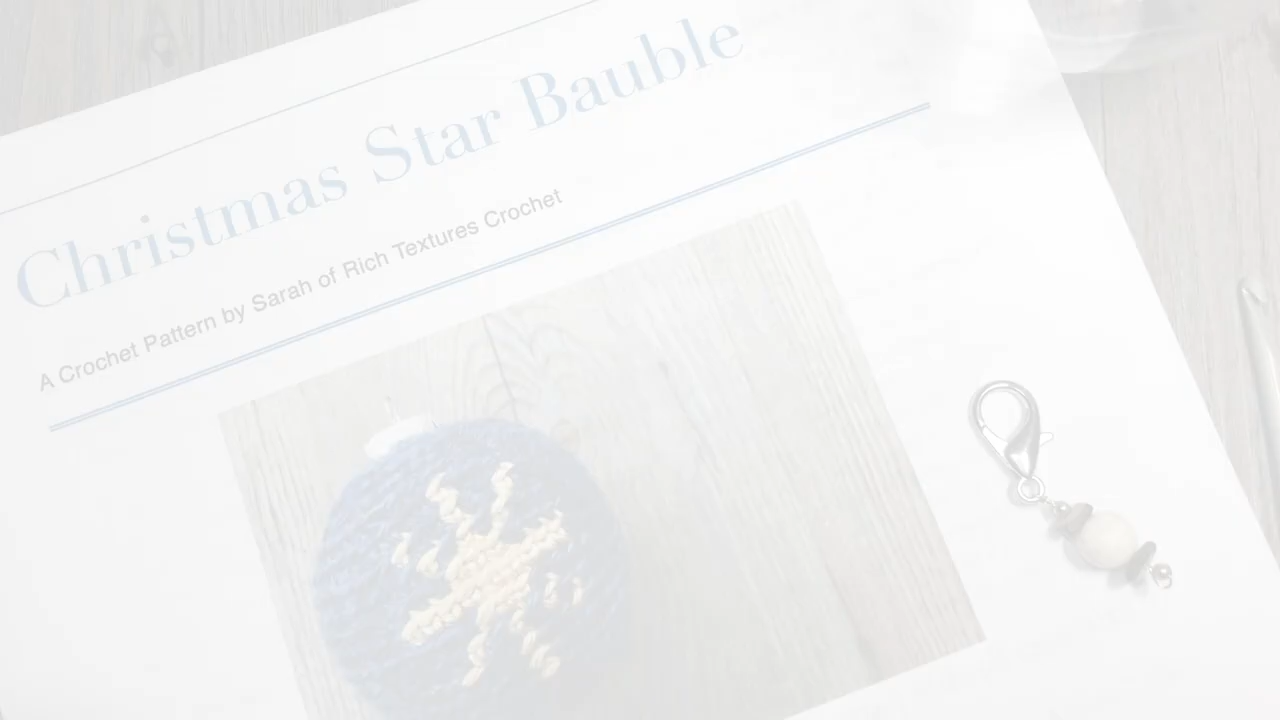 Christmas Star Bauble
A Crochet Pattern by Sarah of Rich Textures Crochet